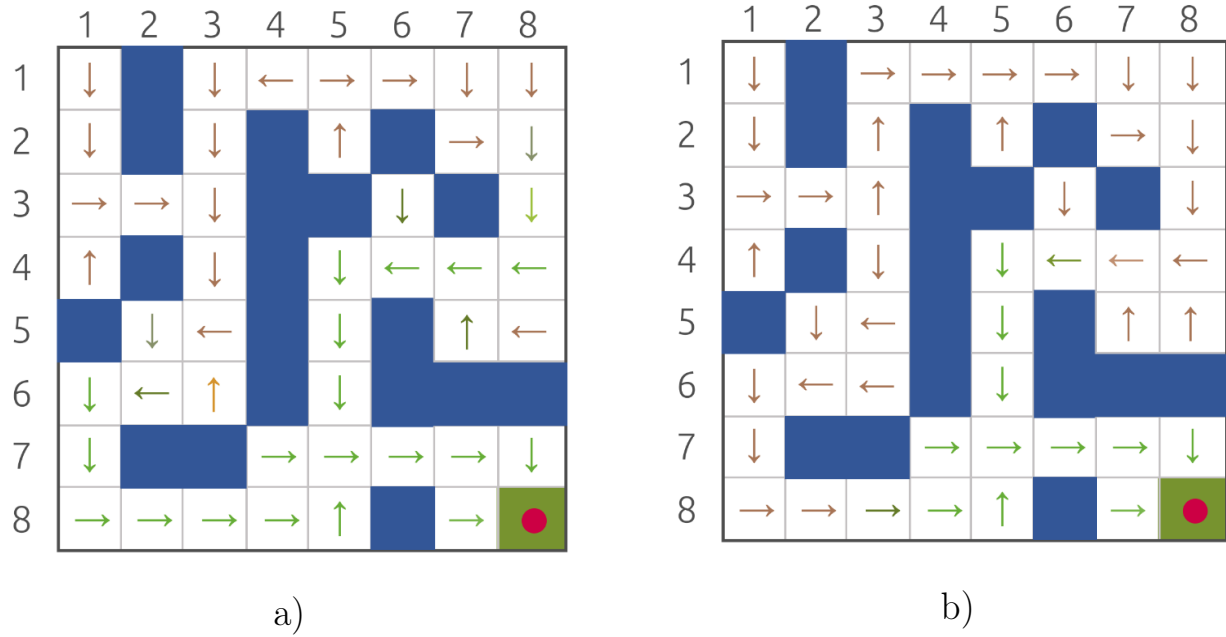 1 2 3 4 5 6 7 8 1 2 3 4 5 6 7 8
1 ↓ ↓ ← → → ↓ ↓ 1 ↓ → → → → ↓ ↓
2 ↓ ↓ ↑ → ↓ 2 ↓ ↑ ↑ → ↓
3 → → ↓ ↓ ↓ 3 → → ↑ ↓ ↓
4 ↑ ↓ ↓ ← ← ← 4 ↑ ↓ ↓ ← ← ←
5 ↓ ← ↓ ↑ ← 5 ↓ ← ↓ ↑ ↑
6 ↓ ← ↑ ↓ 6 ↓ ← ← ↓
7 ↓ → → → → ↓ 7 ↓ → → → → ↓
8 → → → → ↑ → 8 → → → → ↑ →
a) b)